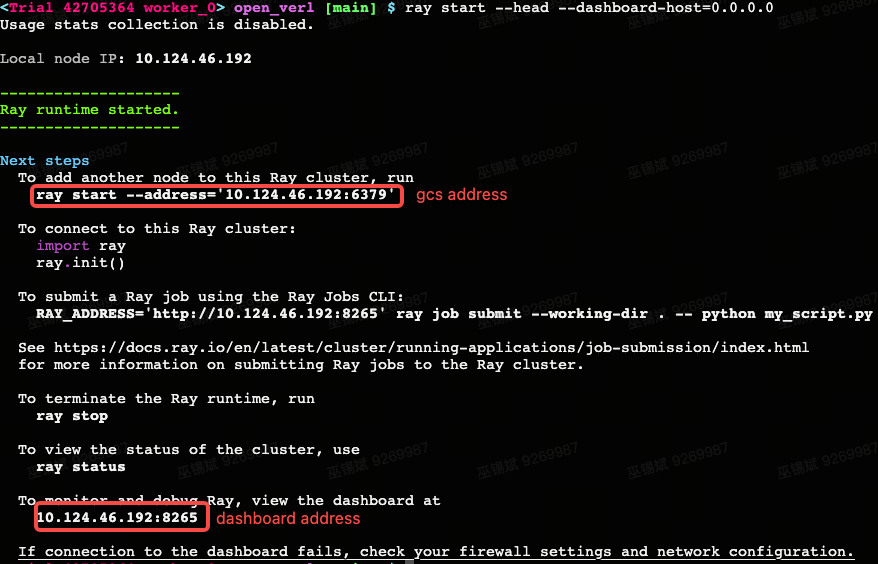 <Trial 42705364 worker_0> open_verl [main] $ ray start --head --dashboard-host=0.0.0.0
Usage stats collection is disabled.
Local node IP: 10.124.46.192
--------------------
Ray runtime started.
--------------------
Next steps
To add another node to this Ray cluster, run
ray start --address='10.124.46.192:6379' gcs address
To connect to this Ray cluster:
import ray
ray.init()
To submit a Ray job using the Ray Jobs CLI:
RAY_ADDRESS='http://10.124.46.192:8265' ray job submit --working-dir . -- python my_script.py
See https://docs.ray.io/en/latest/cluster/running-applications/job-submission/index.html
for more information on submitting Ray jobs to the Ray cluster.
To terminate the Ray runtime, run
ray stop
To view the status of the cluster, use
ray status
To monitor and debug Ray, view the dashboard at
10.124.46.192:8265 dashboard address
If connection to the dashboard fails, check your firewall settings and network configuration.
巫锡斌 9269987